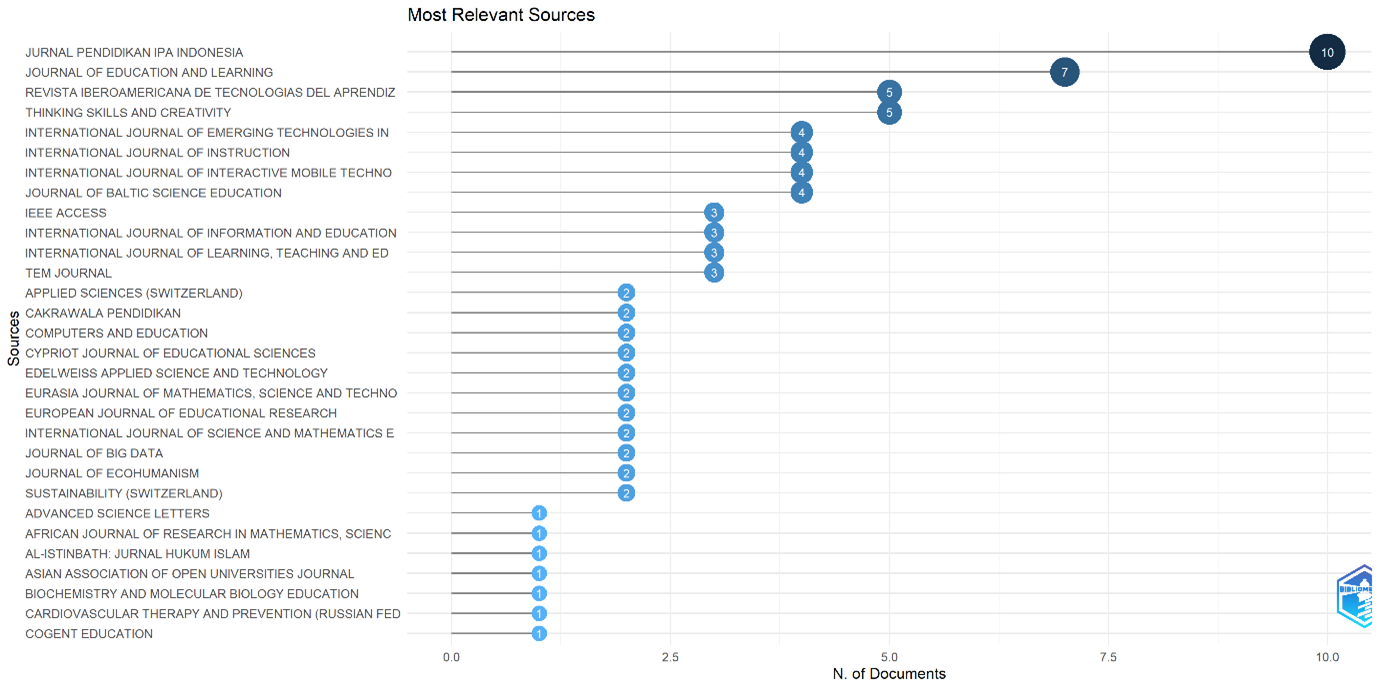 Most Relevant Sources
JURNAL PENDIDIKAN IPA INDONESIA 10
JOURNAL OF EDUCATION AND LEARNING 7
REVISTA IBEROAMERICANA DE TECNOLOGIAS DEL APRENDIZ 5
THINKING SKILLS AND CREATIVITY 5
INTERNATIONAL JOURNAL OF EMERGING TECHNOLOGIES IN 4
INTERNATIONAL JOURNAL OF INSTRUCTION 4
INTERNATIONAL JOURNAL OF INTERACTIVE MOBILE TECHNO 4
JOURNAL OF BALTIC SCIENCE EDUCATION 4
IEEE ACCESS 3
INTERNATIONAL JOURNAL OF INFORMATION AND EDUCATION 3
INTERNATIONAL JOURNAL OF LEARNING, TEACHING AND ED 3
TEM JOURNAL 3
APPLIED SCIENCES (SWITZERLAND) 2
CAKRAWALA PENDIDIKAN 2
COMPUTERS AND EDUCATION 2
CYPRIOT JOURNAL OF EDUCATIONAL SCIENCES 2
EDELWEISS APPLIED SCIENCE AND TECHNOLOGY 2
EURASIA JOURNAL OF MATHEMATICS, SCIENCE AND TECHNO 2
EUROPEAN JOURNAL OF EDUCATIONAL RESEARCH 2
INTERNATIONAL JOURNAL OF SCIENCE AND MATHEMATICS E 2
JOURNAL OF BIG DATA 2
JOURNAL OF ECOHUMANISM 2
SUSTAINABILITY (SWITZERLAND) 2
ADVANCED SCIENCE LETTERS 1
AFRICAN JOURNAL OF RESEARCH IN MATHEMATICS, SCIENC 1
AL-ISTINBATH: JURNAL HUKUM ISLAM 1
ASIAN ASSOCIATION OF OPEN UNIVERSITIES JOURNAL 1
BIOCHEMISTRY AND MOLECULAR BIOLOGY EDUCATION 1
CARDIOVASCULAR THERAPY AND PREVENTION (RUSSIAN FED 1
COGENT EDUCATION 1
Sources
0.0 2.5 5.0 7.5 10.0
N. of Documents
BIBLIOME